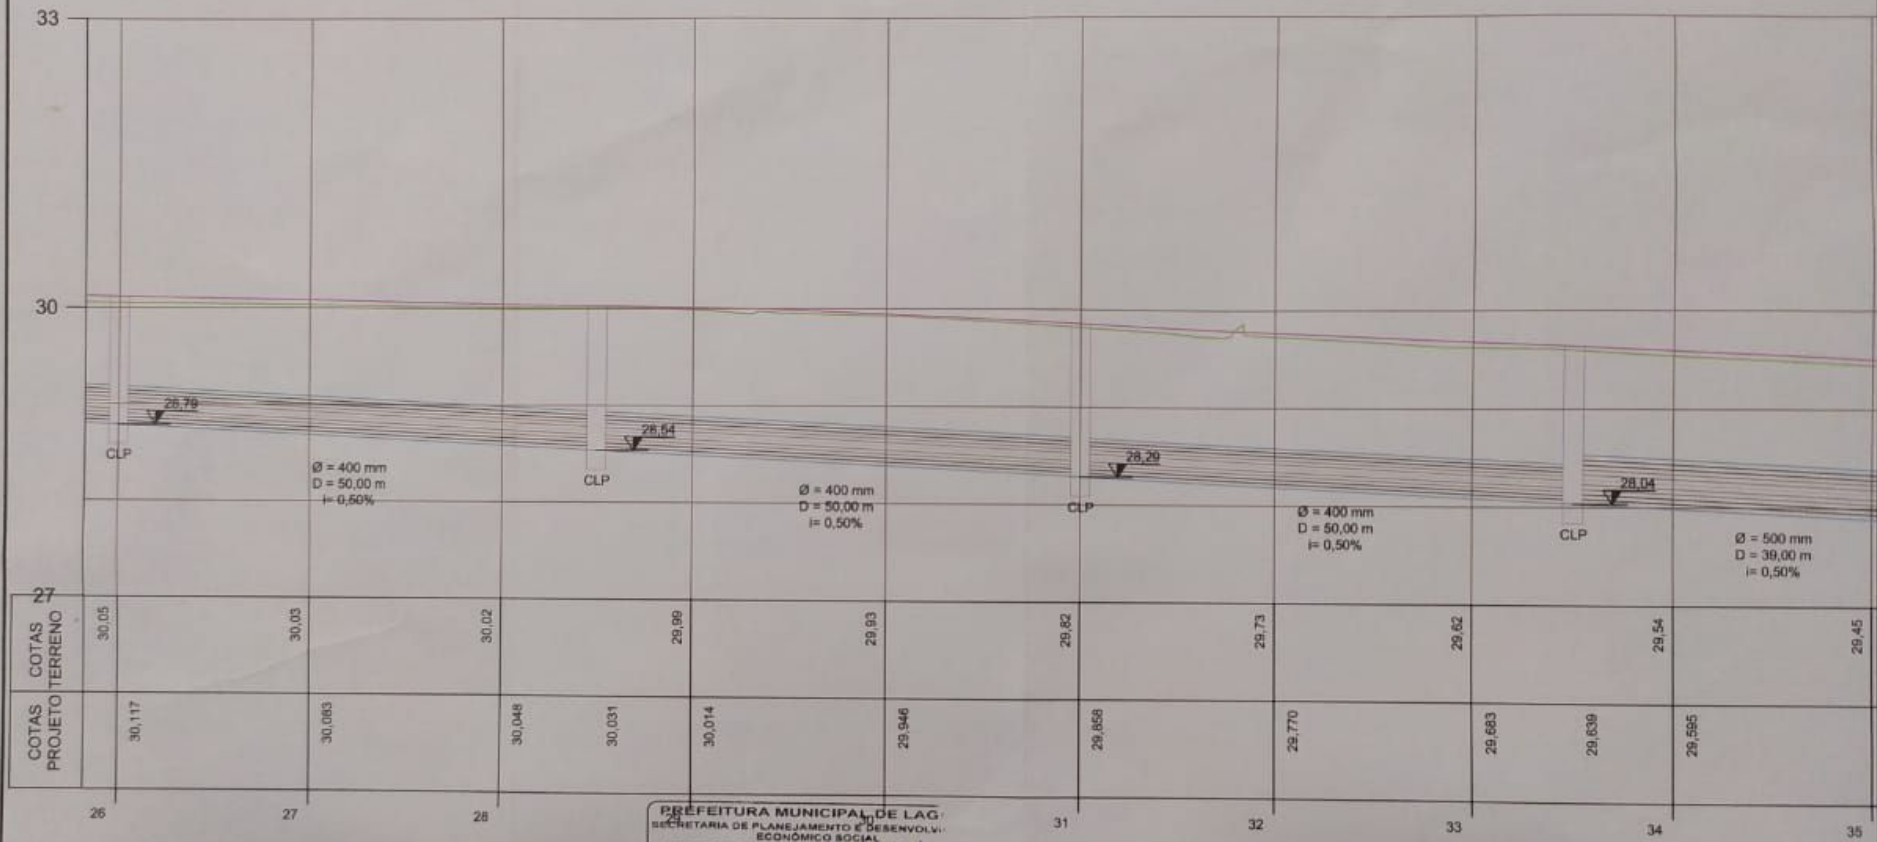 33
30
28,79
28,54
28,29
28,04
CLP
CLP
CLP
CLP
Ø = 400 mm
D = 50,00 m
i= 0,50%
Ø = 400 mm
D = 50,00 m
i= 0,50%
Ø = 400 mm
D = 50,00 m
i= 0,50%
Ø = 500 mm
D = 39,00 m
i= 0,50%
27
COTAS TERRENO
30,05
30,03
30,02
29,99
29,93
29,82
29,73
29,62
29,54
29,45
COTAS PROJETO
30,117
30,083
30,048
30,031
30,014
29,946
29,858
29,770
29,683
29,639
29,595
26
27
28
29
30
31
32
33
34
35
PREFEITURA MUNICIPAL DE LAG
SECRETARIA DE PLANEJAMENTO E DESENVOLVI
ECONÔMICO SOCIAL